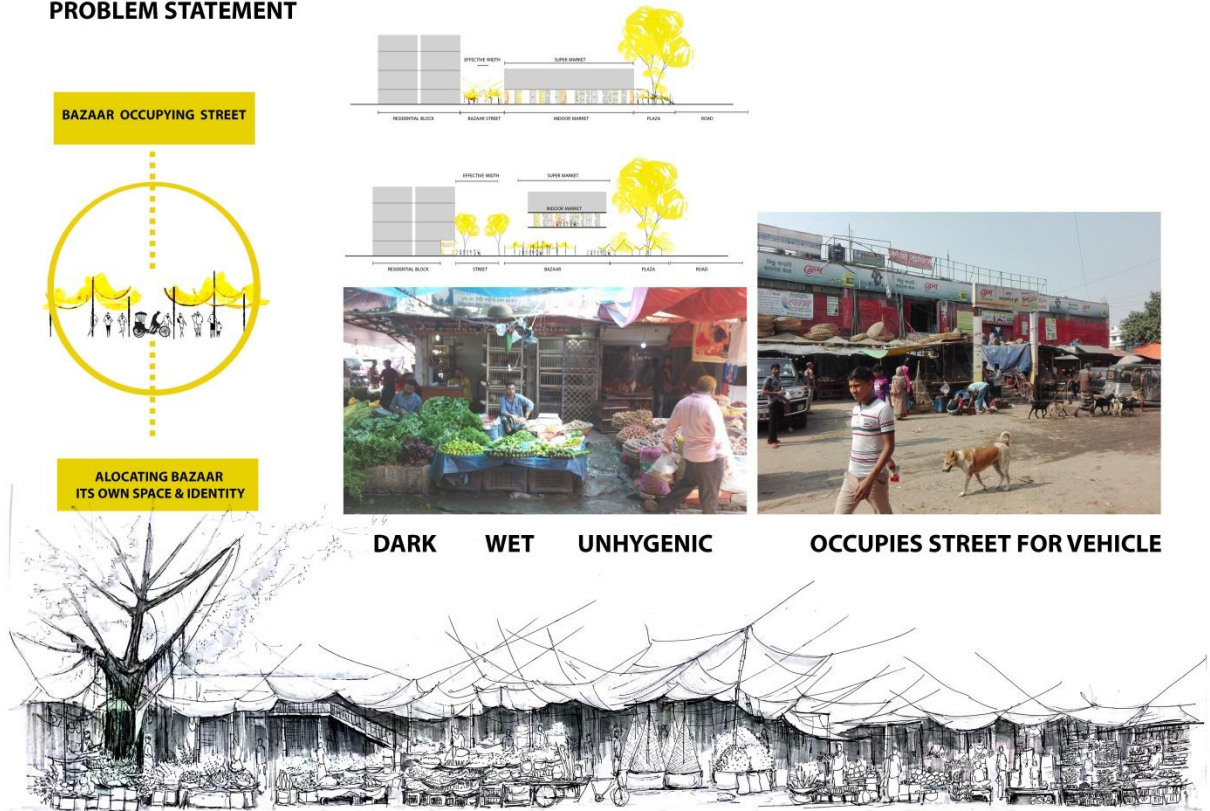 PROBLEM STATEMENT
BAZAAR OCCUPYING STREET
ALOCATING BAZAAR
ITS OWN SPACE & IDENTITY
EFFECTIVE WIDTH
SUPER MARKET
RESIDENTIAL BLOCK
BAZAAR STREET
INDOOR MARKET
PLAZA
ROAD
EFFECTIVE WIDTH
SUPER MARKET
INDOOR MARKET
RESIDENTIAL BLOCK
STREET
BAZAAR
PLAZA
ROAD
ফ্রেশ
ফ্রেশ
DARK WET UNHYGENIC
OCCUPIES STREET FOR VEHICLE